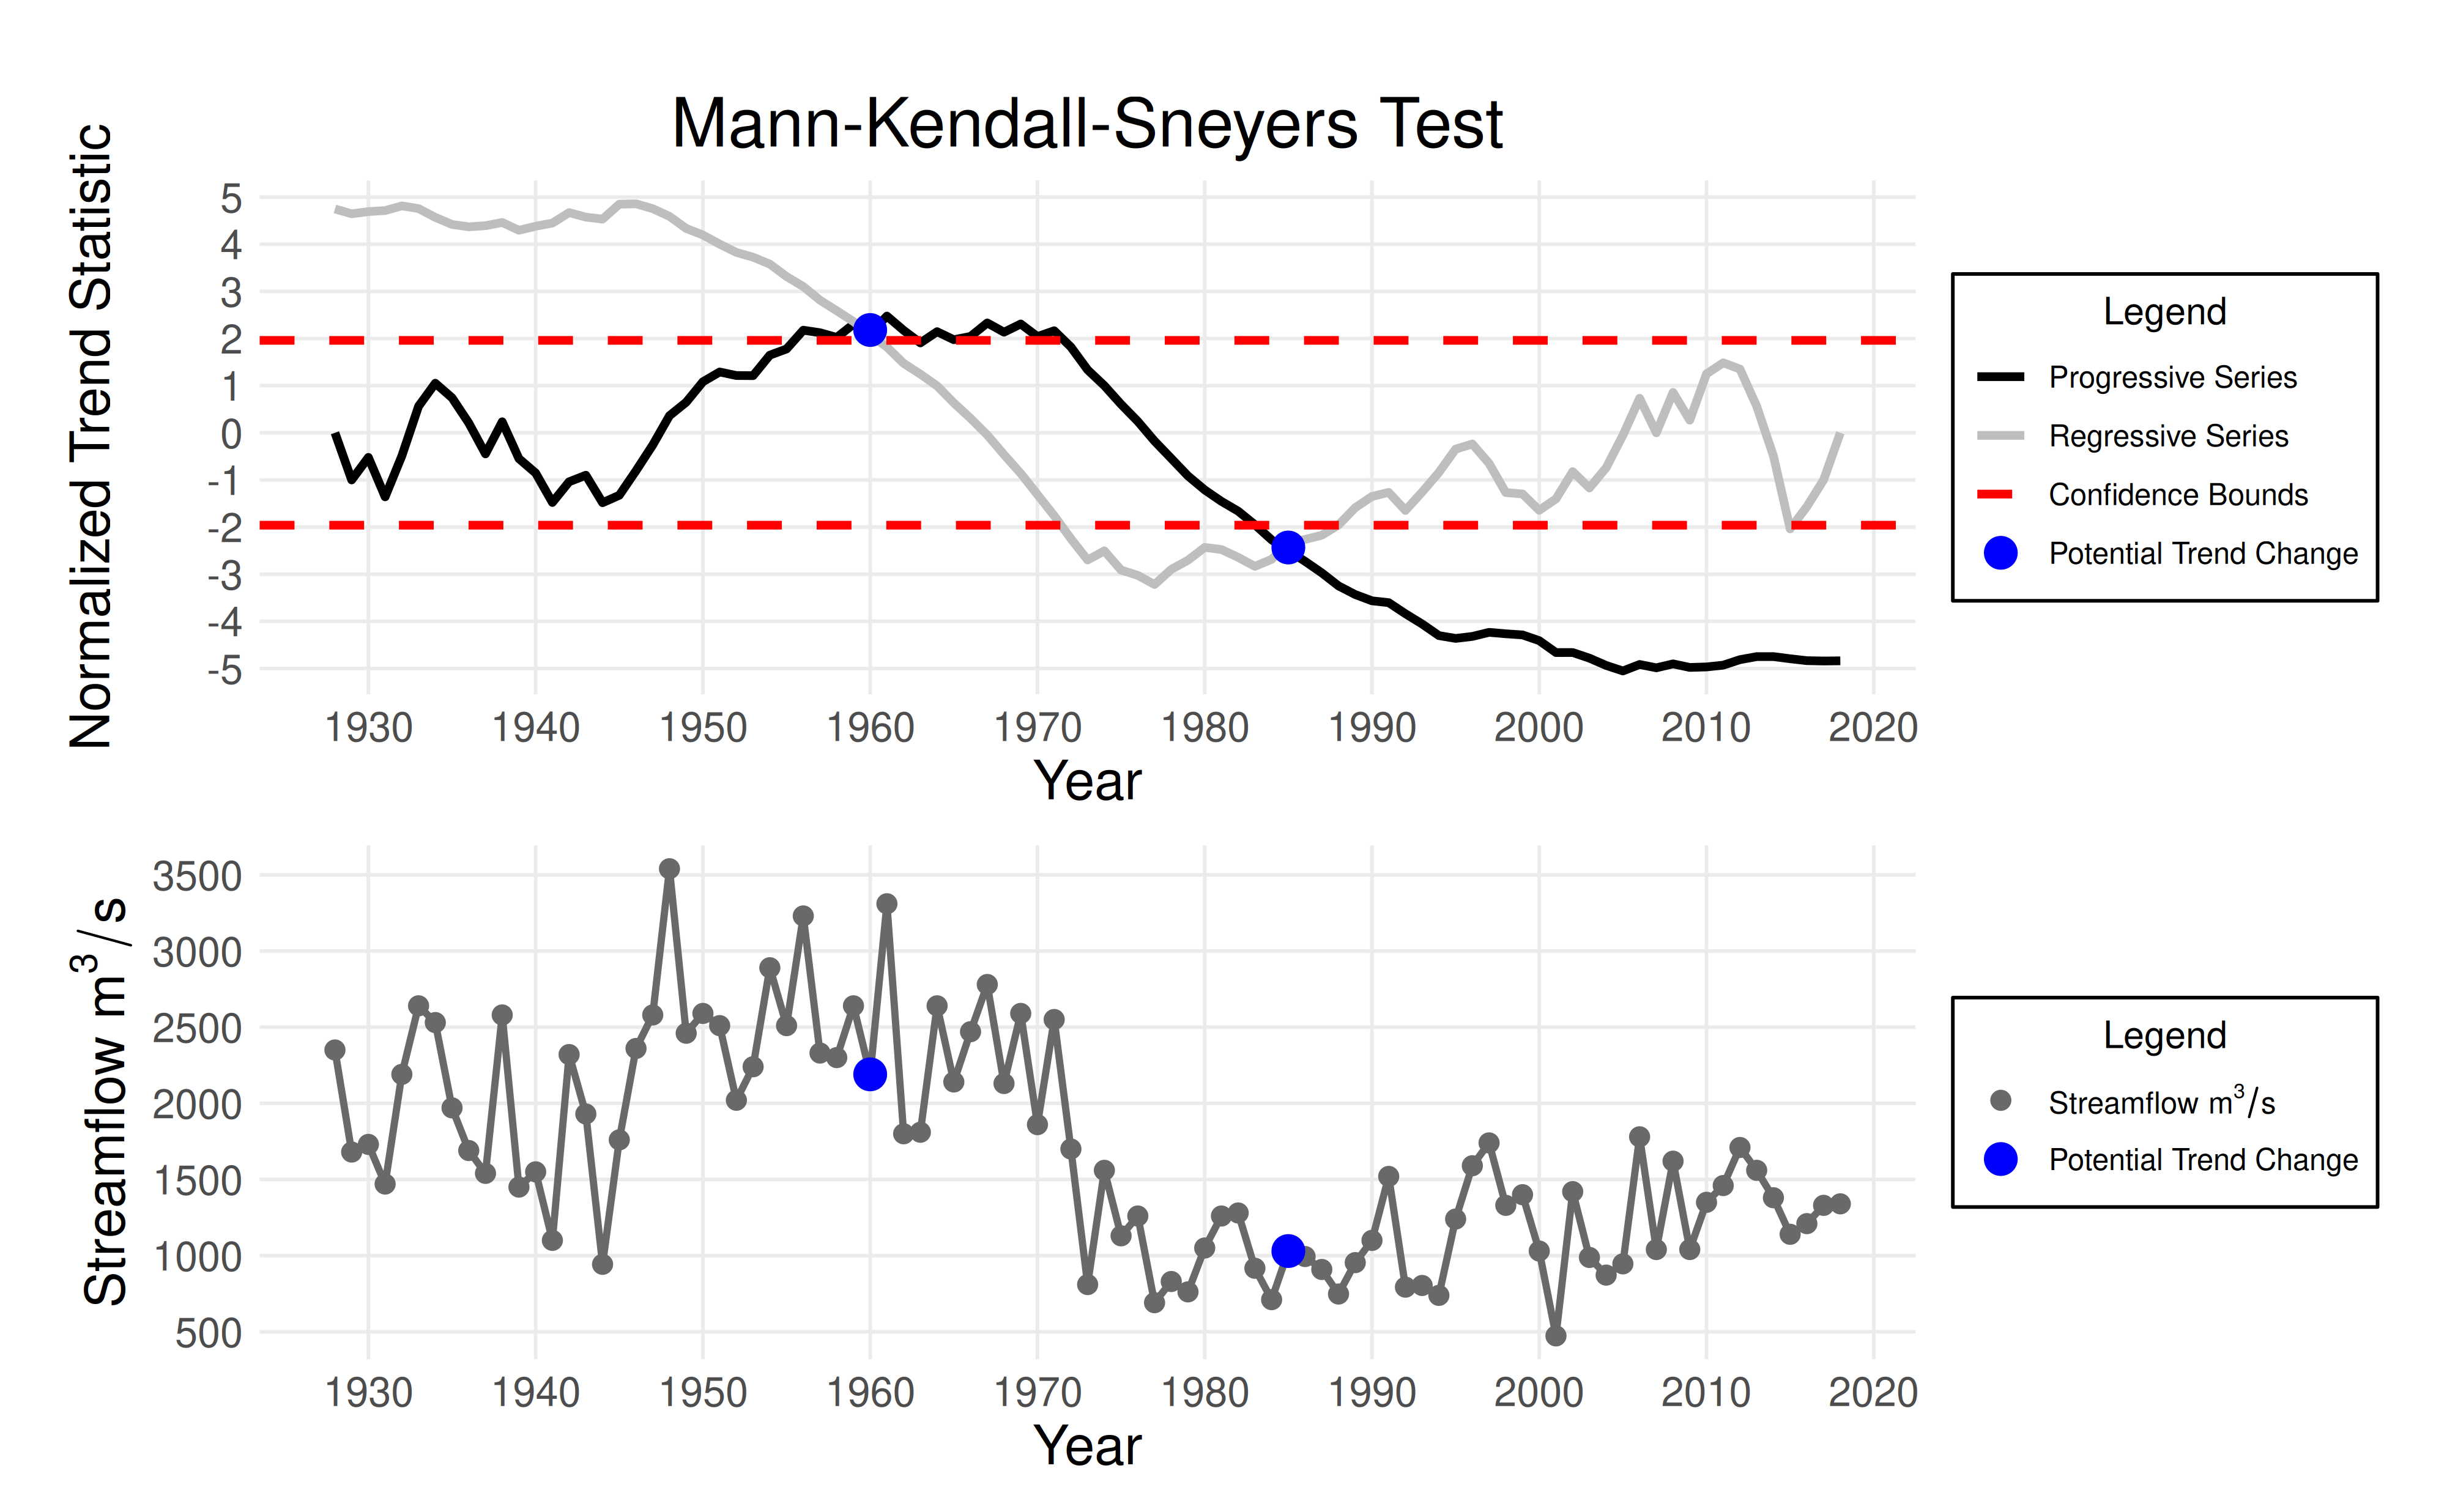 Mann-Kendall-Sneyers Test
Normalized Trend Statistic
5
4
3
2
1
0
-1
-2
-3
-4
-5
1930 1940 1950 1960 1970 1980 1990 2000 2010 2020
Year
Legend
Progressive Series
Regressive Series
Confidence Bounds
Potential Trend Change
Streamflow m³/s
3500
3000
2500
2000
1500
1000
500
1930 1940 1950 1960 1970 1980 1990 2000 2010 2020
Year
Legend
Streamflow m³/s
Potential Trend Change